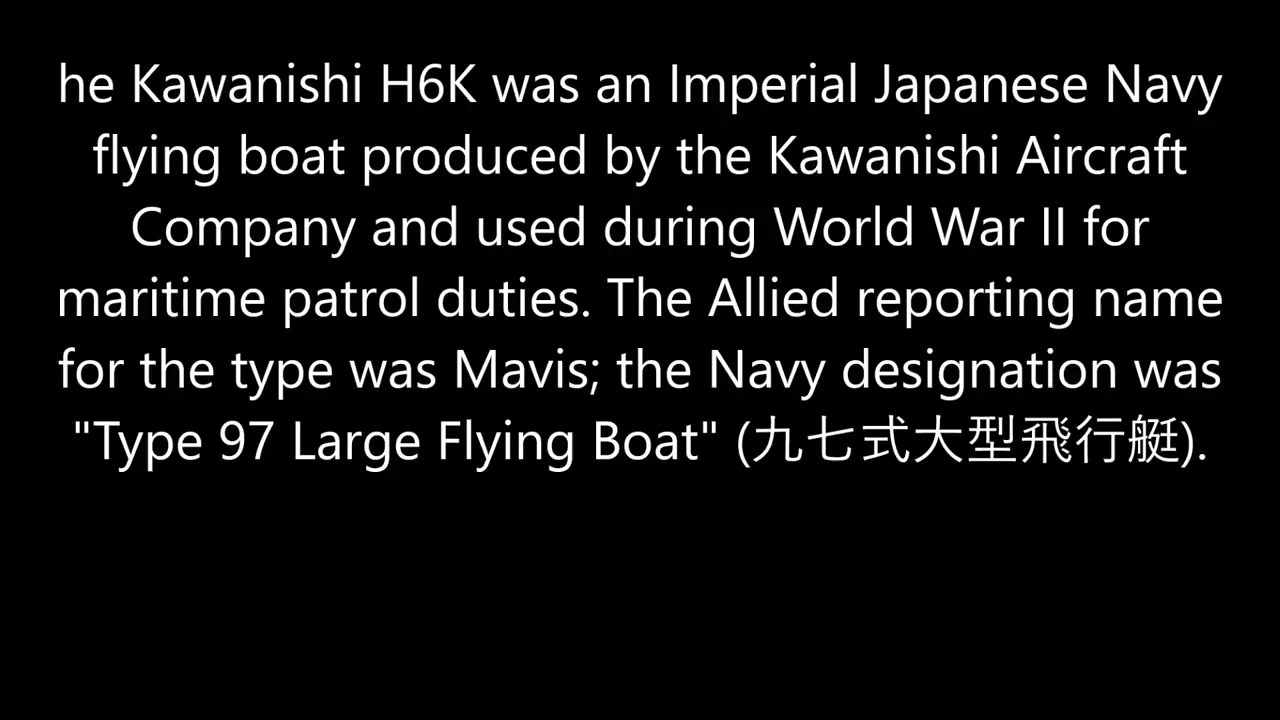 he Kawanishi H6K was an Imperial Japanese Navy
flying boat produced by the Kawanishi Aircraft
Company and used during World War II for
maritime patrol duties. The Allied reporting name
for the type was Mavis; the Navy designation was
"Type 97 Large Flying Boat" (九七式大型飛行艇).